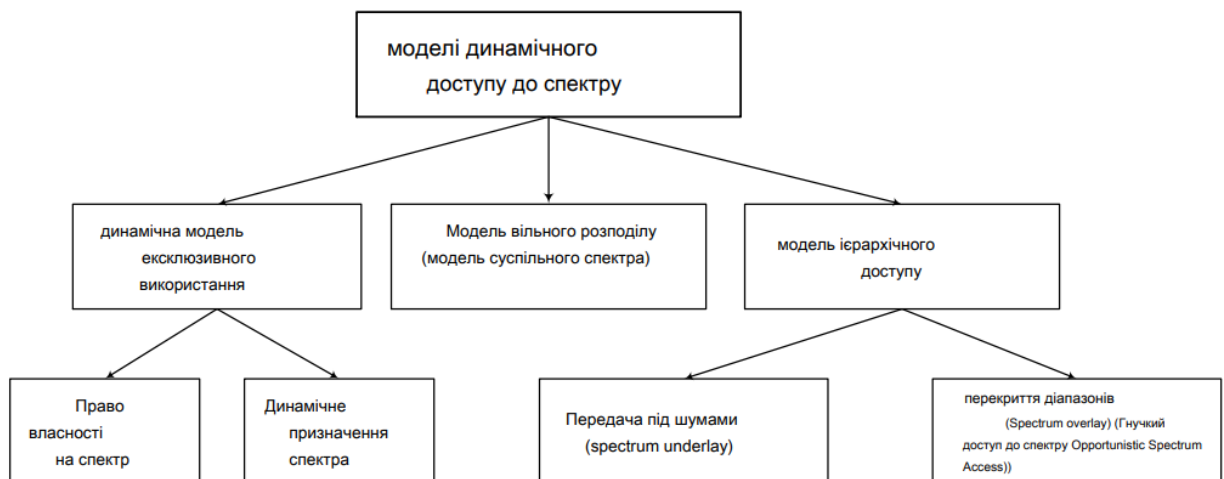 моделі динамічного
доступу до спектру
динамічна модель
ексклюзивного
використання
Модель вільного розподілу
(модель суспільного спектра)
модель ієрархічного
доступу
Право
власності
на спектр
Динамічне
призначення
спектра
Передача під шумами
(spectrum underlay)
перекриття діапазонів
(Spectrum overlay) (Гнучкий
доступ до спектру Opportunistic Spectrum
Access))